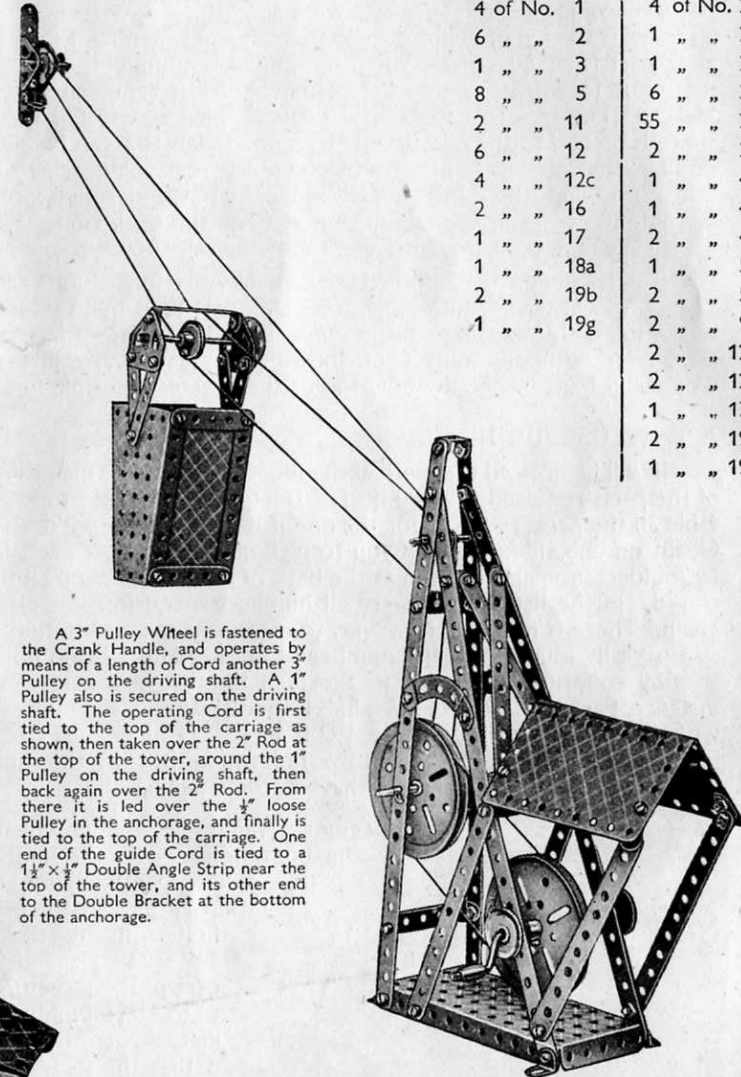 4 of No. 1
6 „ „ 2
1 „ „ 3
8 „ „ 5
2 „ „ 11
6 „ „ 12
4 „ „ 12c
2 „ „ 16
1 „ „ 17
1 „ „ 18a
2 „ „ 19b
1 „ „ 19g
4 of No.
1 „ „
1 „ „
6 „ „
55 „ „
2 „ „
1 „ „
1 „ „
2 „ „
1 „ „
2 „ „
2 „ „
2 „ „
2 „ „
1 „ „
2 „ „
1 „ „
A 3″ Pulley Wheel is fastened to
the Crank Handle, and operates by
means of a length of Cord another 3″
Pulley on the driving shaft. A 1″
Pulley also is secured on the driving
shaft. The operating Cord is first
tied to the top of the carriage as
shown, then taken over the 2″ Rod at
the top of the tower, around the 1″
Pulley on the driving shaft, then
back again over the 2″ Rod. From
there it is led over the ½″ loose
Pulley in the anchorage, and finally is
tied to the top of the carriage. One
end of the guide Cord is tied to a
1½″×½″ Double Angle Strip near the
top of the tower, and its other end
to the Double Bracket at the bottom
of the anchorage.